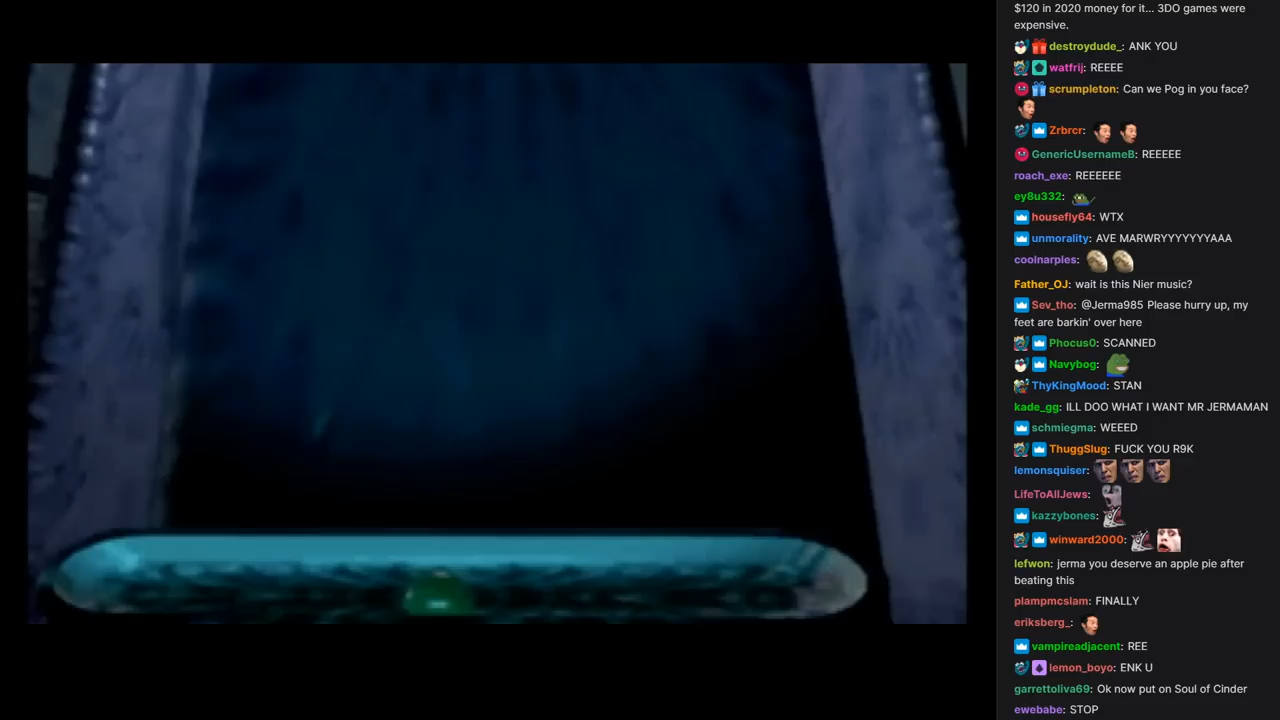 $120 in 2020 money for it... 3DO games were
expensive.
destroydude_: ANK YOU
watfrij: REEEE
scrumpleton: Can we Pog in you face?
Zrbrcr:
GenericUsernameB: REEEEE
roach_exe: REEEEEE
ey8u332:
housefly64: WTX
unmorality: AVE MARWRYYYYYYYAAA
coolnarples:
Father_OJ: wait is this Nier music?
Sev_tho: @Jerma985 Please hurry up, my
feet are barkin' over here
Phocus0: SCANNED
Navybog:
ThyKingMood: STAN
kade_gg: ILL DOO WHAT I WANT MR JERMAMAN
schmiegma: WEEED
ThuggSlug: FUCK YOU R9K
lemonsquiser:
LifeToAllJews:
kazzybones:
winward2000:
lefwon: jerma you deserve an apple pie after
beating this
plampmcslam: FINALLY
eriksberg_:
vampireadjacent: REE
lemon_boyo: ENK U
garrettoliva69: Ok now put on Soul of Cinder
ewebabe: STOP